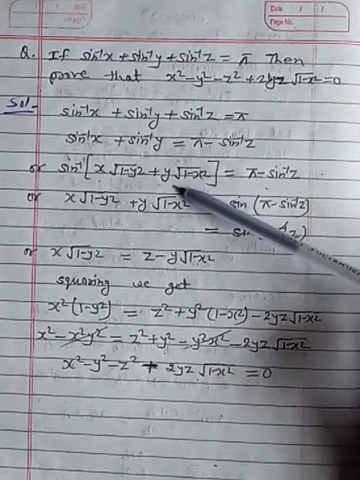 Date / /
Page No.
Q. If sin⁻¹x + sin⁻¹y + sin⁻¹z = π Then
prove that x² - y² - z² + 2yz √1-x² = 0
Sol -
sin⁻¹x + sin⁻¹y + sin⁻¹z = π
sin⁻¹x + sin⁻¹y = π - sin⁻¹z
or sin⁻¹[x √1-y² + y √1-x²] = π - sin⁻¹z
or x √1-y² + y √1-x² sin (π - sin⁻¹z)
=
or x √1-y² = z - y √1-x²
squaring we get
x² (1-y²) = z² + y² (1-x²) - 2yz √1-x²
x² - x²y² = z² + y² - y²x² - 2yz √1-x²
x² - y² - z² + 2yz √1-x² = 0